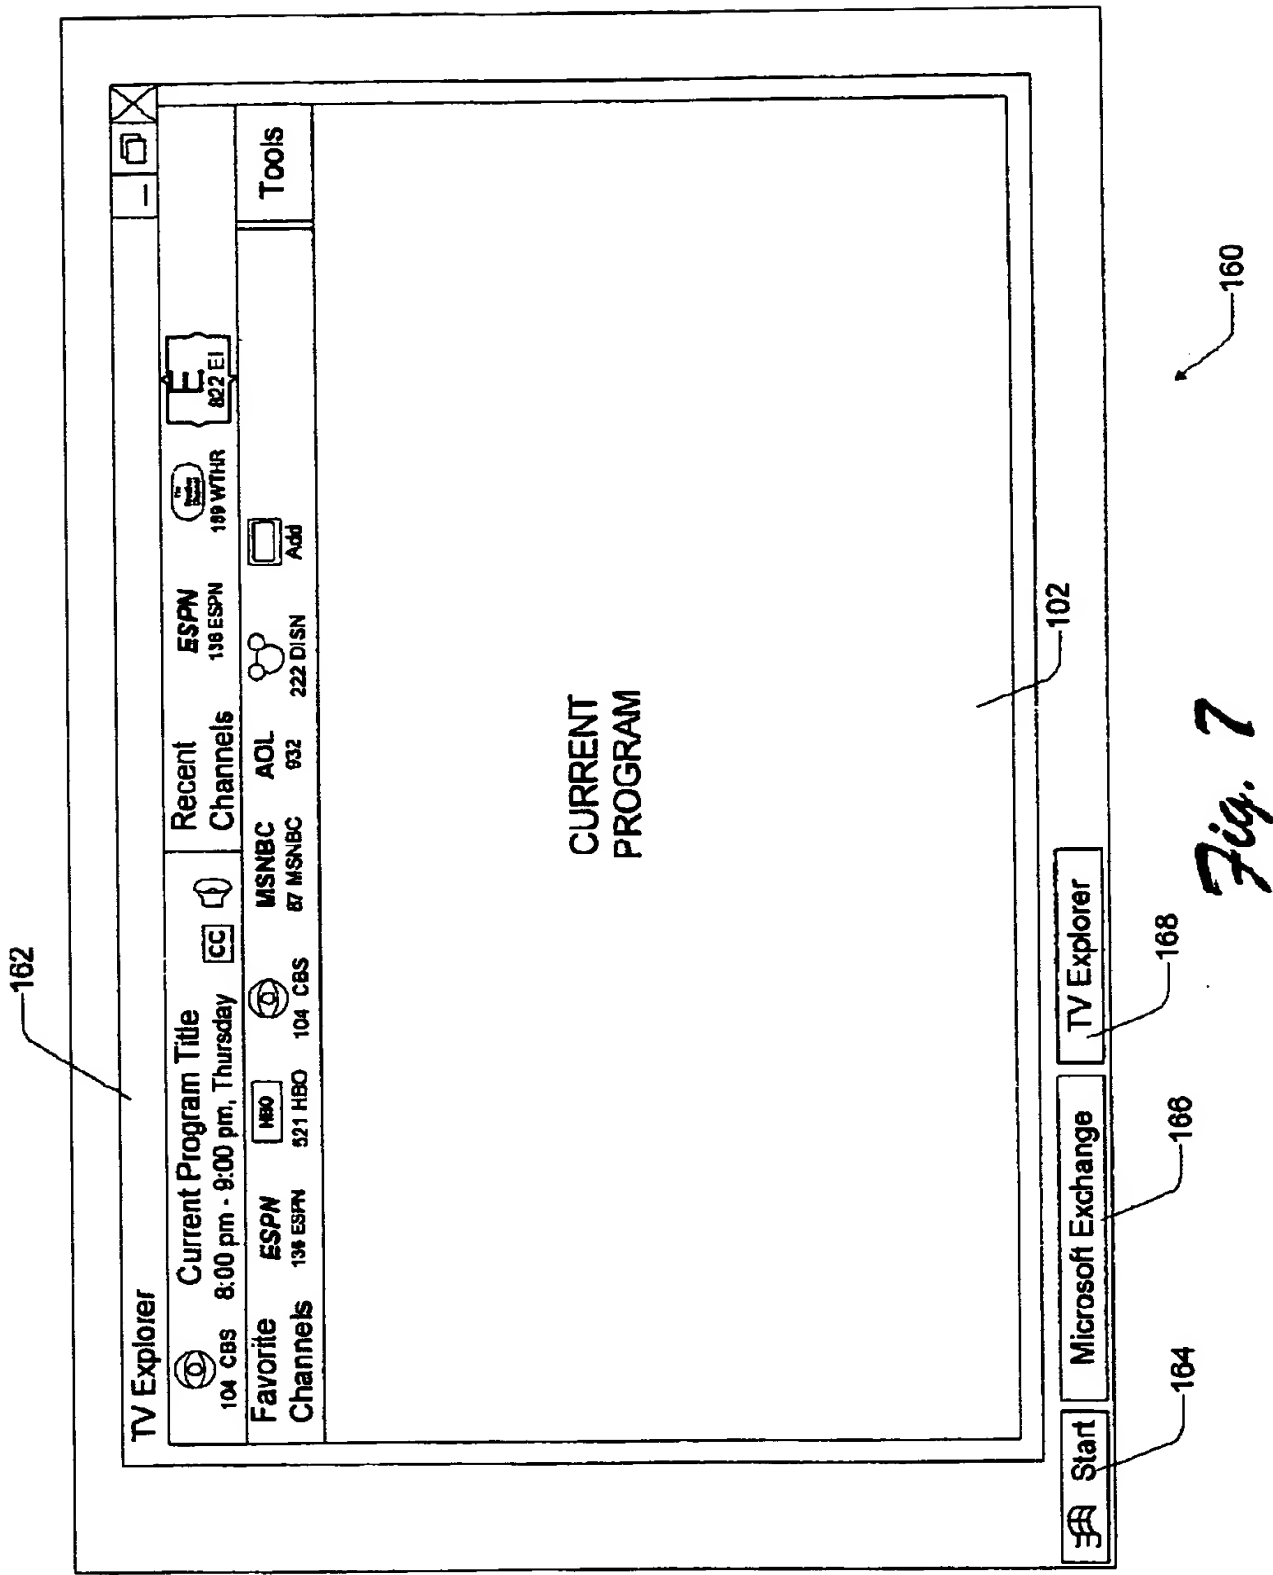 162
TV Explorer
Current Program Title
8:00 pm - 9:00 pm, Thursday
CC
104 CBS
Recent
Channels
ESPN
136 ESPN
189 WTHR
E
822 E!
Favorite
Channels
ESPN
136 ESPN
HBO
521 HBO
104 CBS
MSNBC
87 MSNBC
AOL
932
222 DISN
Add
Tools
CURRENT
PROGRAM
102
160
Start
Microsoft Exchange
TV Explorer
164
166
168
Fig. 7